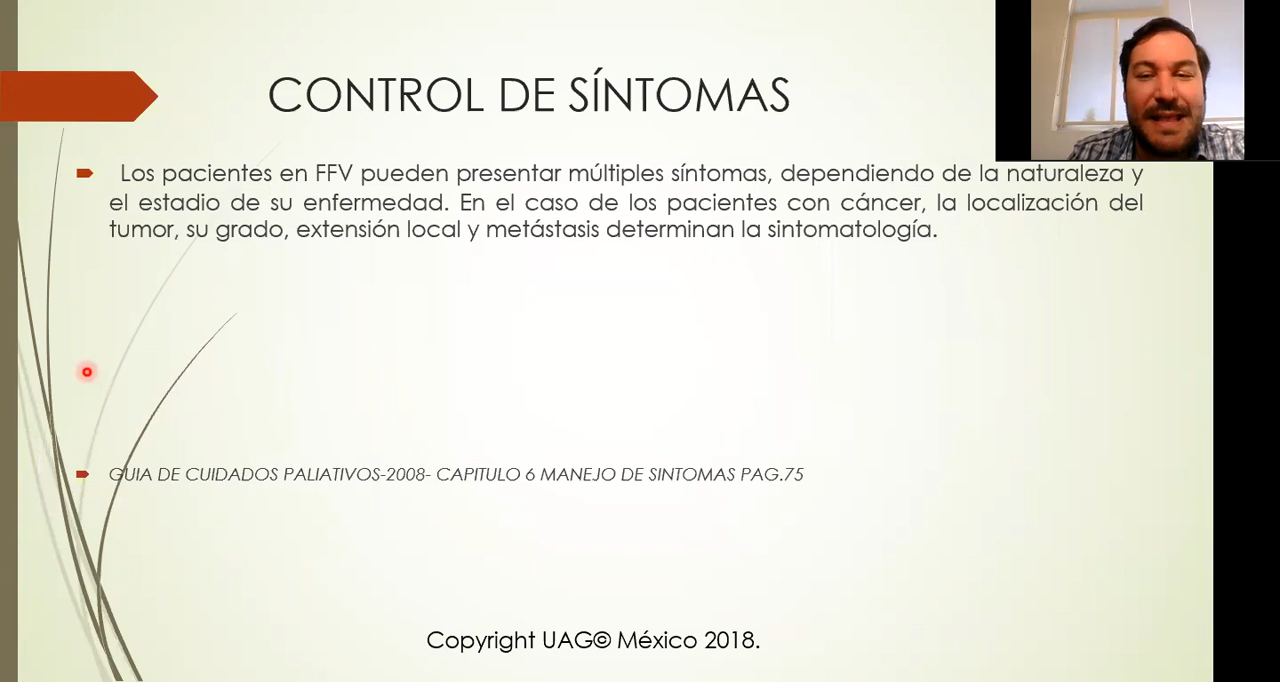 CONTROL DE SÍNTOMAS
Los pacientes en FFV pueden presentar múltiples síntomas, dependiendo de la naturaleza y
el estadio de su enfermedad. En el caso de los pacientes con cáncer, la localización del
tumor, su grado, extensión local y metástasis determinan la sintomatología.
GUIA DE CUIDADOS PALIATIVOS-2008- CAPITULO 6 MANEJO DE SINTOMAS PAG.75
Copyright UAG© México 2018.